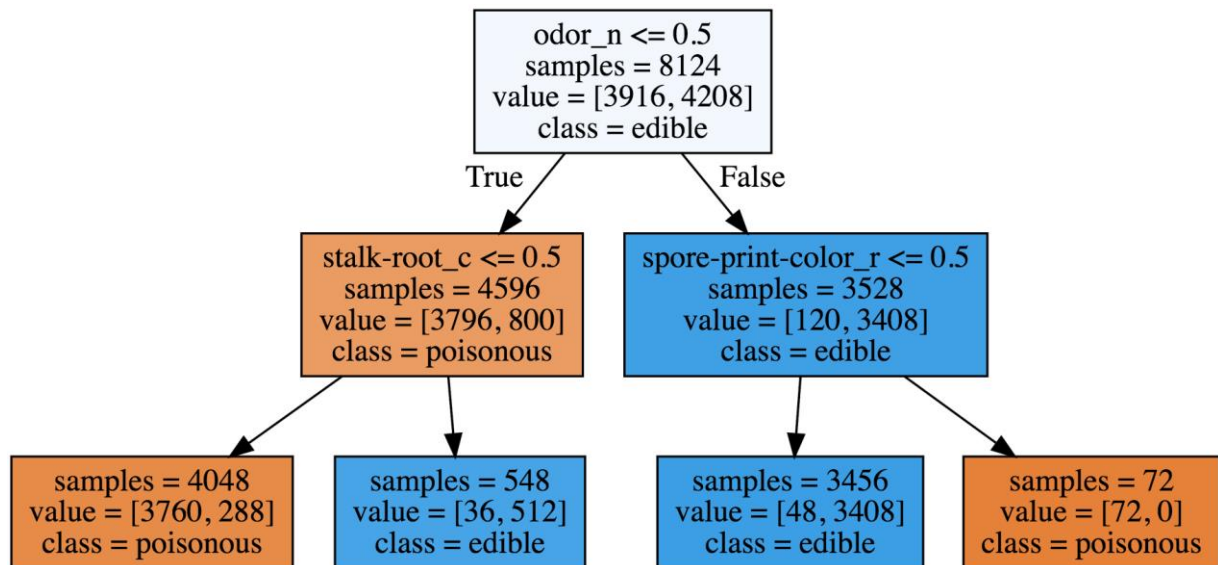 odor_n <= 0.5
samples = 8124
value = [3916, 4208]
class = edible
True
False
stalk-root_c <= 0.5
samples = 4596
value = [3796, 800]
class = poisonous
spore-print-color_r <= 0.5
samples = 3528
value = [120, 3408]
class = edible
samples = 4048
value = [3760, 288]
class = poisonous
samples = 548
value = [36, 512]
class = edible
samples = 3456
value = [48, 3408]
class = edible
samples = 72
value = [72, 0]
class = poisonous